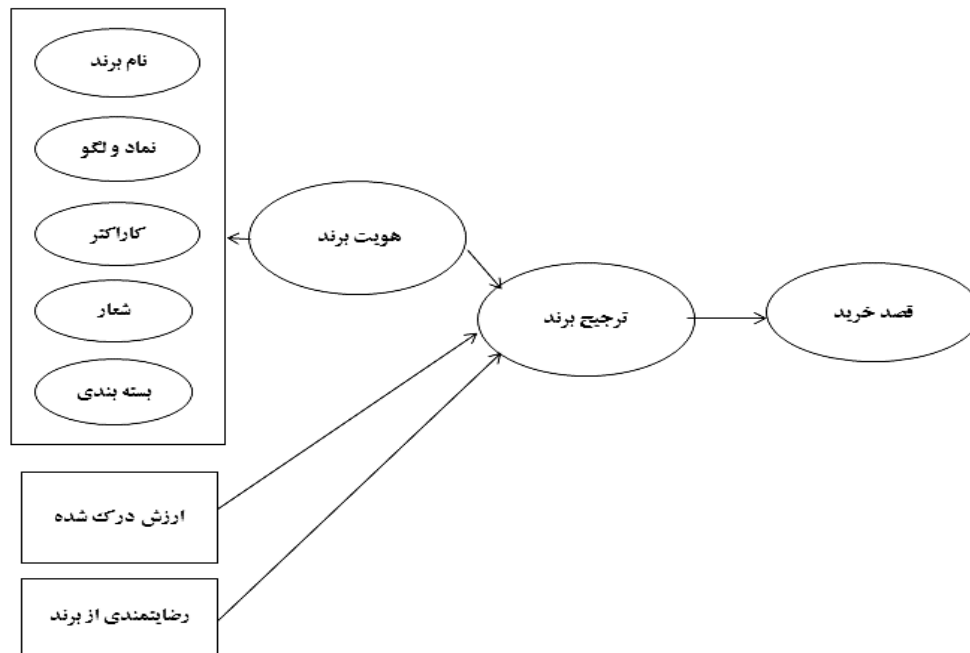 نام برند
نماد و لگو
کاراکتر
شعار
بسته بندی
هویت برند
ترجیح برند
قصد خرید
ارزش درک شده
رضایتمندی از برند